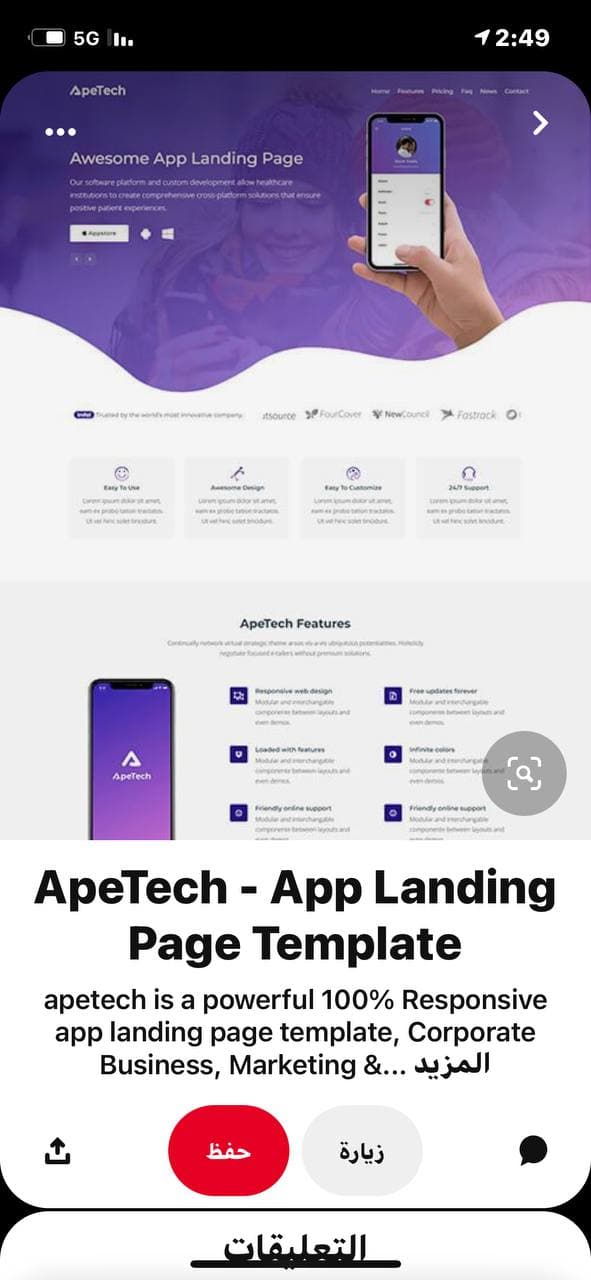 5G
2:49
ApeTech
Home Features Pricing Faq News Contact
Awesome App Landing Page
Our software platform and custom development allow healthcare
institutions to create comprehensive cross-platform solutions that ensure
positive patient experiences.
Appstore
Trusted by the world's most innovative company.
FourCover
NewCouncil
Fastrack
Easy To Use
Lorem ipsum dolor sit amet,
eam ex probo tation tractatos.
Ut vel hinc solet tincidunt.
Awesome Design
Lorem ipsum dolor sit amet,
eam ex probo tation tractatos.
Ut vel hinc solet tincidunt.
Easy To Customize
Lorem ipsum dolor sit amet,
eam ex probo tation tractatos.
Ut vel hinc solet tincidunt.
24/7 Support
Lorem ipsum dolor sit amet,
eam ex probo tation tractatos.
Ut vel hinc solet tincidunt.
ApeTech Features
Continually network virtual strategic theme areas vis-a-vis ubiquitous potentialities. Holisticly
negotiate focused e-tailers without premium solutions.
ApeTech
Responsive web design
Modular and interchangable
componente between layouts and
even demos.
Free updates forever
Modular and interchangable
componente between layouts and
even demos.
Loaded with features
Modular and interchangable
componente between layouts and
even demos.
Infinite colors
Modular and interchangable
componente between layouts and
even demos.
Friendly online support
Modular and interchangable
componente between layouts and
Friendly online support
Modular and interchangable
componente between layouts and
ApeTech - App Landing
Page Template
apetech is a powerful 100% Responsive
app landing page template, Corporate
Business, Marketing &... المزيد
حفظ
زيارة
التعليقات